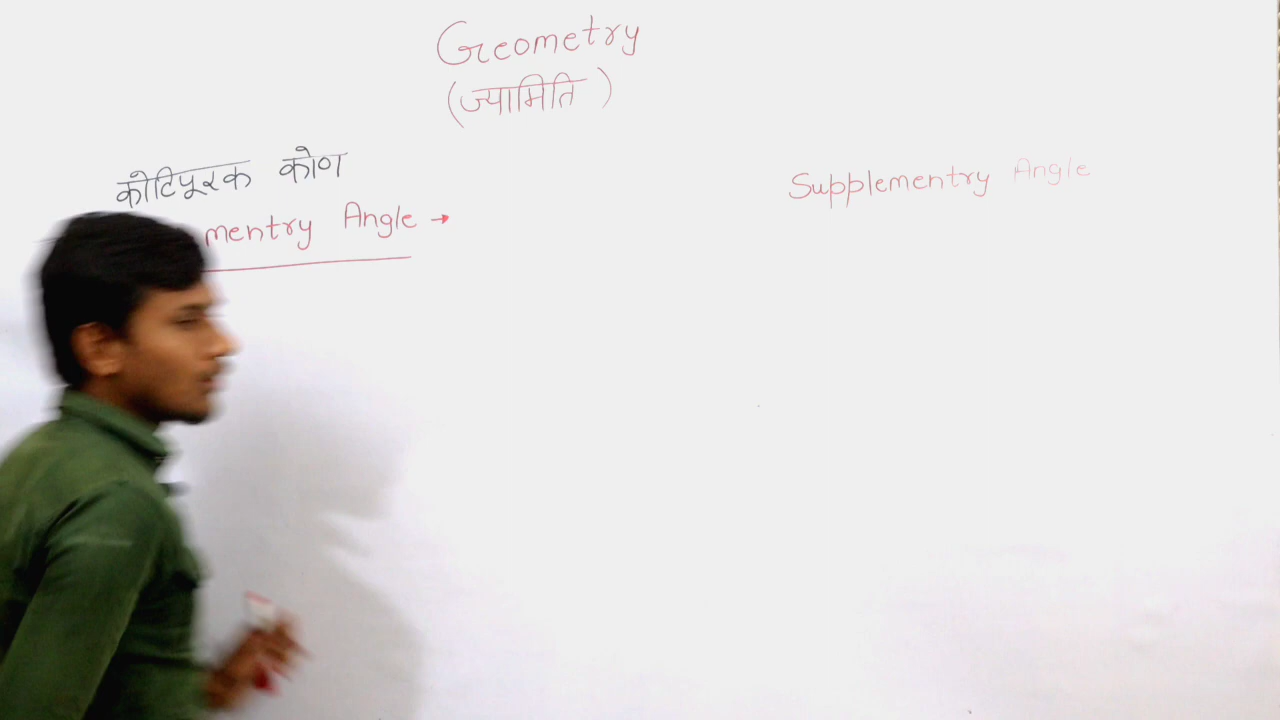 Geometry
(ज्यामिति)
कोटिपूरक कोण
mentry Angle →
Supplementry Angle